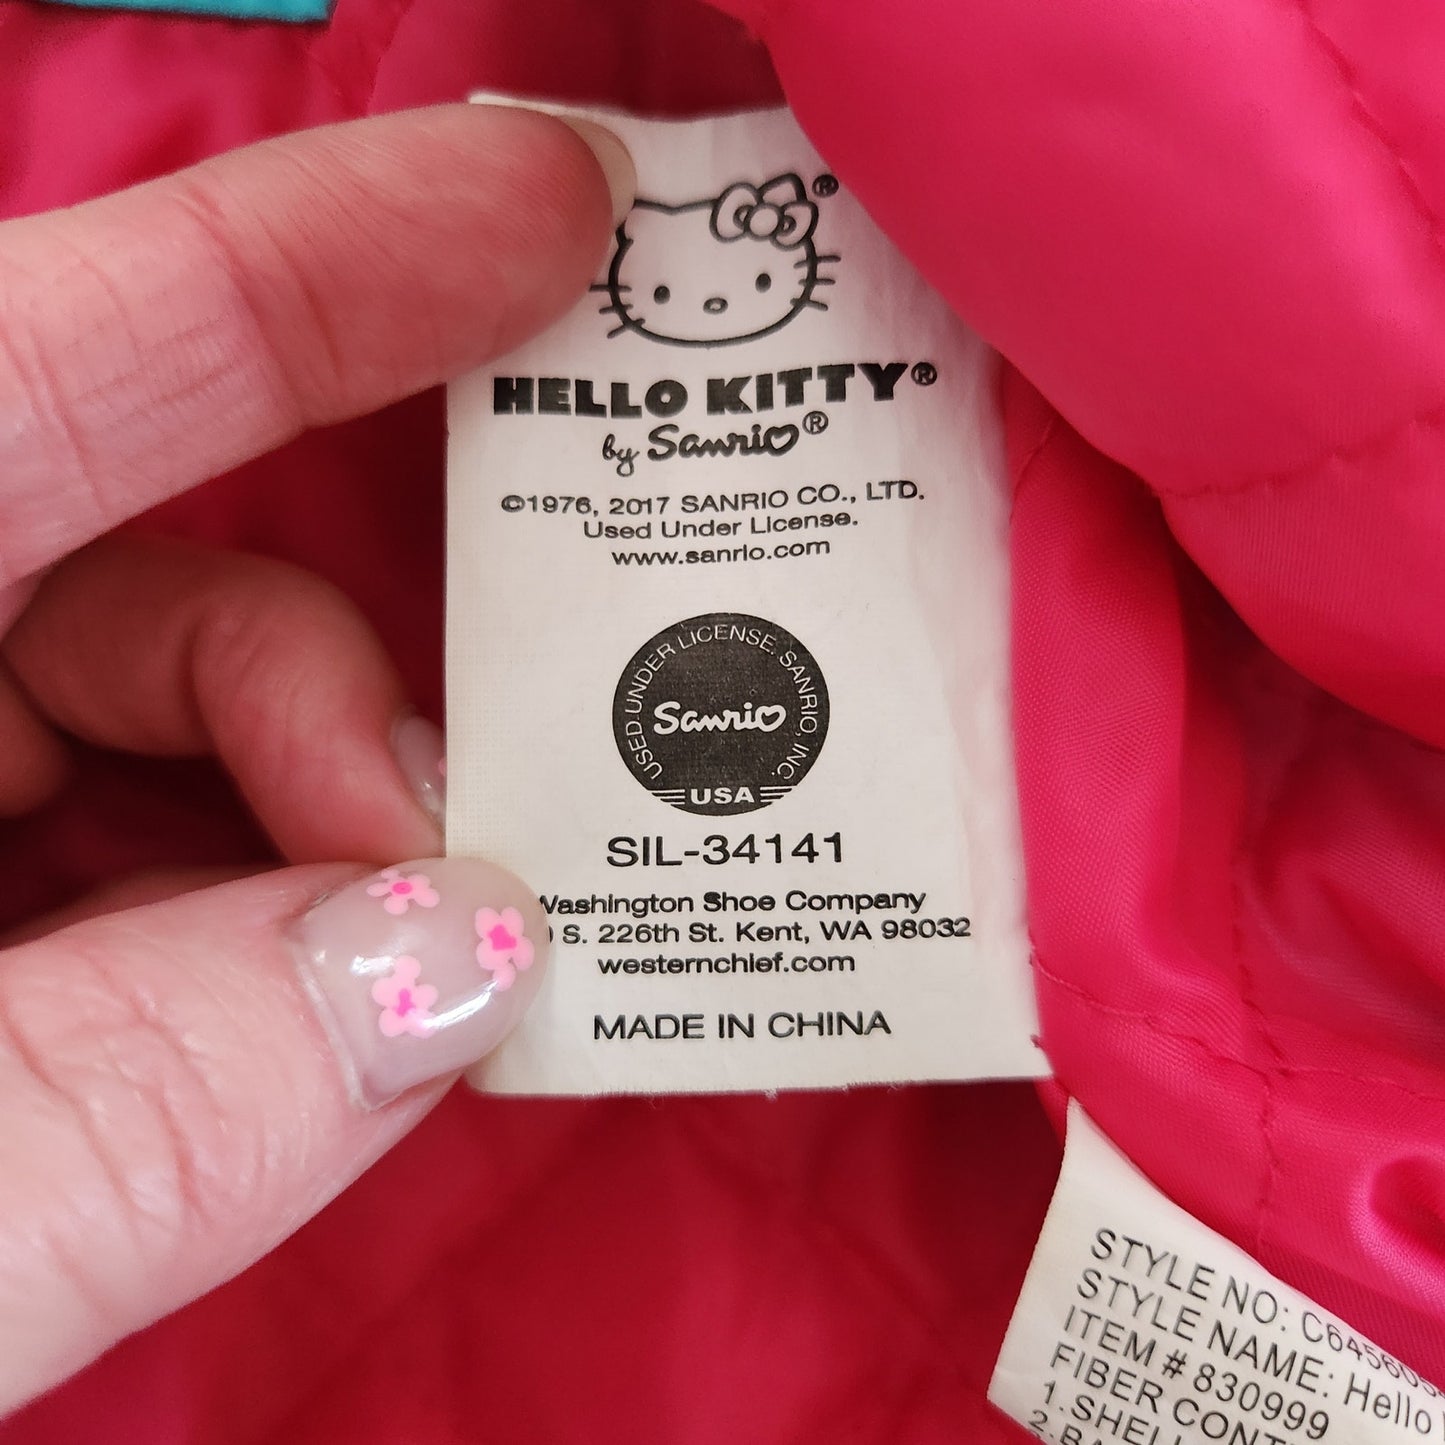 HELLO KITTY®
by Sanrio®
©1976, 2017 SANRIO CO., LTD.
Used Under License.
www.sanrio.com
USED UNDER LICENSE. SANRIO, INC.
Sanrio
USA
SIL-34141
Washington Shoe Company
S. 226th St. Kent, WA 98032
westernchief.com
MADE IN CHINA
STYLE NO:
STYLE NAME: Hello
ITEM # 830999
FIBER
1.SHELL
2.